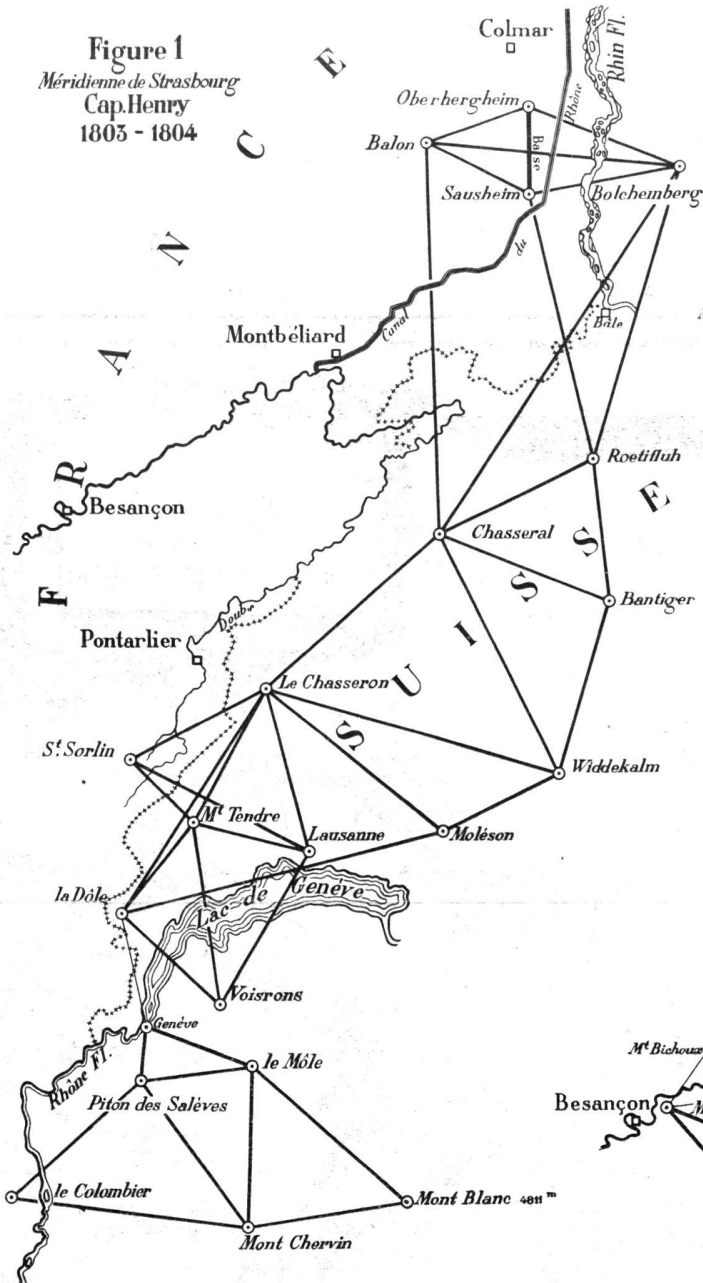 Figure 1
Méridienne de Strasbourg
Cap. Henry
1803 - 1804
FRANCE
SUISSE
Colmar
Rhin Fl.
Oberhergheim
Rhône
Balon
Base
Sausheim
Bolchemberg
du
Canal
Bâle
Montbéliard
Roetifluh
Besançon
Chasseral
Bantiger
Doubs
Pontarlier
Le Chasseron
St. Sorlin
Widdekalm
Mt Tendre
Lausanne
Moléson
la Dôle
Lac de Genève
Voisrons
Genève
Rhône Fl.
le Môle
Piton des Salèves
Mt Bichoux
Besançon
M
le Colombier
Mont Blanc 4811 m
Mont Chervin